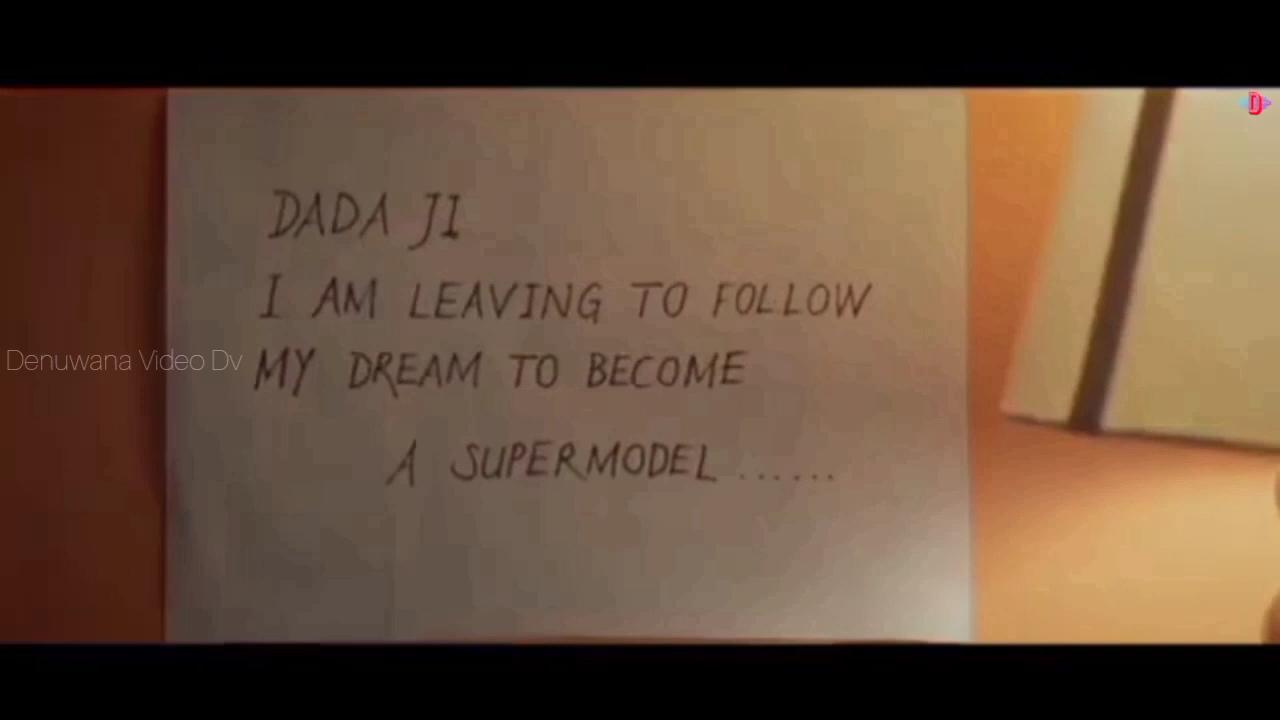 DADA JI
I AM LEAVING TO FOLLOW
Denuwana Video Dv
MY DREAM TO BECOME
A SUPERMODEL ......
D